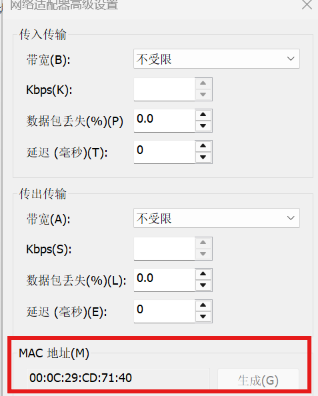 网络适配器高级设置
传入传输
带宽(B): 不受限
Kbps(K):
数据包丢失(%)(P) 0.0
延迟 (毫秒)(T): 0
传出传输
带宽(A): 不受限
Kbps(S):
数据包丢失(%)(L): 0.0
延迟 (毫秒)(E): 0
MAC 地址(M)
00:0C:29:CD:71:40 生成(G)